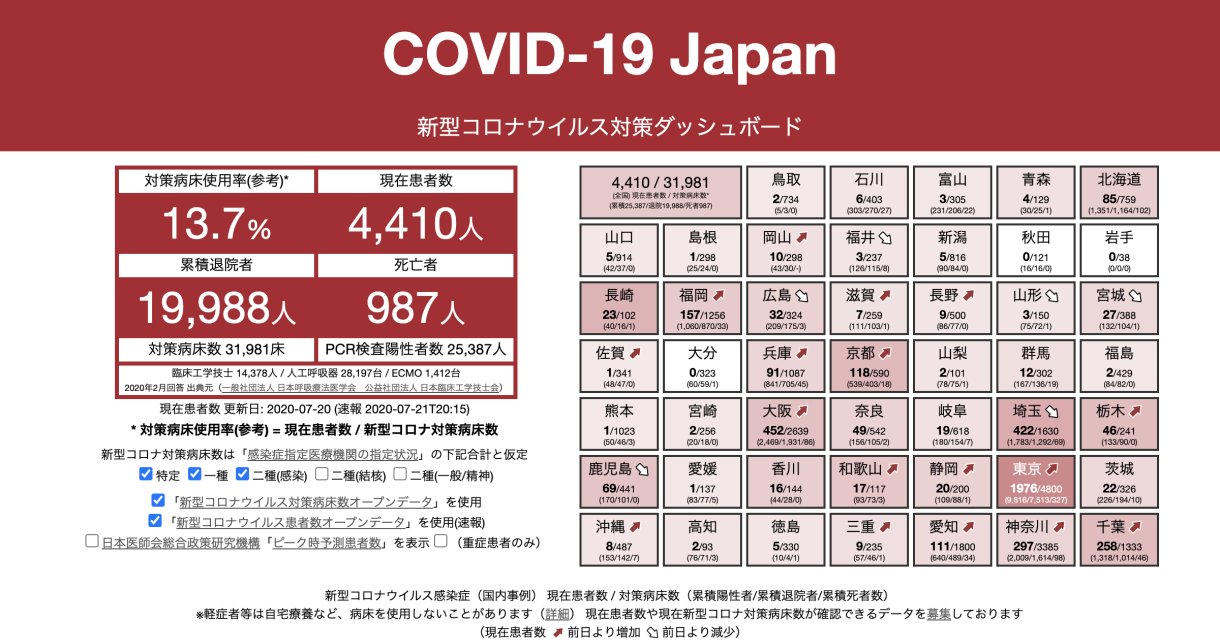 COVID-19 Japan
新型コロナウイルス対策ダッシュボード
対策病床使用率(参考)*
現在患者数
13.7%
4,410人
累積退院者
死亡者
19,988人
987人
対策病床数 31,981床
PCR検査陽性者数 25,387人
臨床工学技士 14,378人 / 人工呼吸器 28,197台 / ECMO 1,412台
2020年2月回答 出典元（一般社団法人 日本呼吸療法医学会　公益社団法人 日本臨床工学技士会）
現在患者数 更新日: 2020-07-20 (速報 2020-07-21T20:15)
* 対策病床使用率(参考) = 現在患者数 / 新型コロナ対策病床数
新型コロナウイルス対策病床数は「感染症指定医療機関の指定状況」の下記合計と仮定
特定 一種 二種(感染) 二種(結核) 二種(一般/精神)
「新型コロナウイルス対策病床数オープンデータ」を使用
「新型コロナウイルス患者数オープンデータ」を使用(速報)
日本医師会総合政策研究機構「ピーク時予測患者数」を表示 （重症患者のみ）
4,410 / 31,981
(全国) 現在患者数 / 対策病床数*
(累積25,387/退院19,988/死者987)
鳥取
2/734
(5/3/0)
石川
6/403
(303/270/27)
富山
3/305
(231/206/22)
青森
4/129
(30/25/1)
北海道
85/759
(1,351/1,164/102)
山口
5/914
(42/37/0)
島根
1/298
(25/24/0)
岡山
10/298
(43/30/-)
福井
3/237
(126/115/8)
新潟
5/816
(90/84/0)
秋田
0/121
(16/16/0)
岩手
0/38
(0/0/0)
長崎
23/102
(40/16/1)
福岡
157/1256
(1,060/870/33)
広島
32/324
(209/175/3)
滋賀
7/259
(111/103/1)
長野
9/500
(86/77/0)
山形
3/150
(75/72/1)
宮城
27/388
(132/104/1)
佐賀
1/341
(48/47/0)
大分
0/323
(60/59/1)
兵庫
91/1087
(841/705/45)
京都
118/590
(539/403/18)
山梨
2/101
(78/75/1)
群馬
12/302
(167/136/19)
福島
2/429
(84/82/0)
熊本
1/1023
(50/46/3)
宮崎
2/256
(20/18/0)
大阪
452/2639
(2,469/1,931/86)
奈良
49/542
(156/105/2)
岐阜
19/618
(180/154/7)
埼玉
422/1630
(1,783/1,292/69)
栃木
46/241
(133/90/0)
鹿児島
69/441
(170/101/0)
愛媛
1/137
(83/77/5)
香川
16/144
(44/28/0)
和歌山
17/117
(93/73/3)
静岡
20/200
(109/88/1)
東京
1976/4800
(9,816/7,513/327)
茨城
22/326
(226/194/10)
沖縄
8/487
(153/142/7)
高知
2/93
(76/71/3)
徳島
5/330
(10/4/1)
三重
9/235
(57/46/1)
愛知
111/1800
(640/489/34)
神奈川
297/3385
(2,009/1,614/98)
千葉
258/1333
(1,318/1,014/46)
新型コロナウイルス感染症（国内事例） 現在患者数 / 対策病床数（累積陽性者/累積退院者/累積死者数）
※軽症者等は自宅療養など、病床を使用しないことがあります（詳細） 現在患者数や現在新型コロナ対策病床数が確認できるデータを募集しております
（現在患者数 前日より増加 前日より減少）